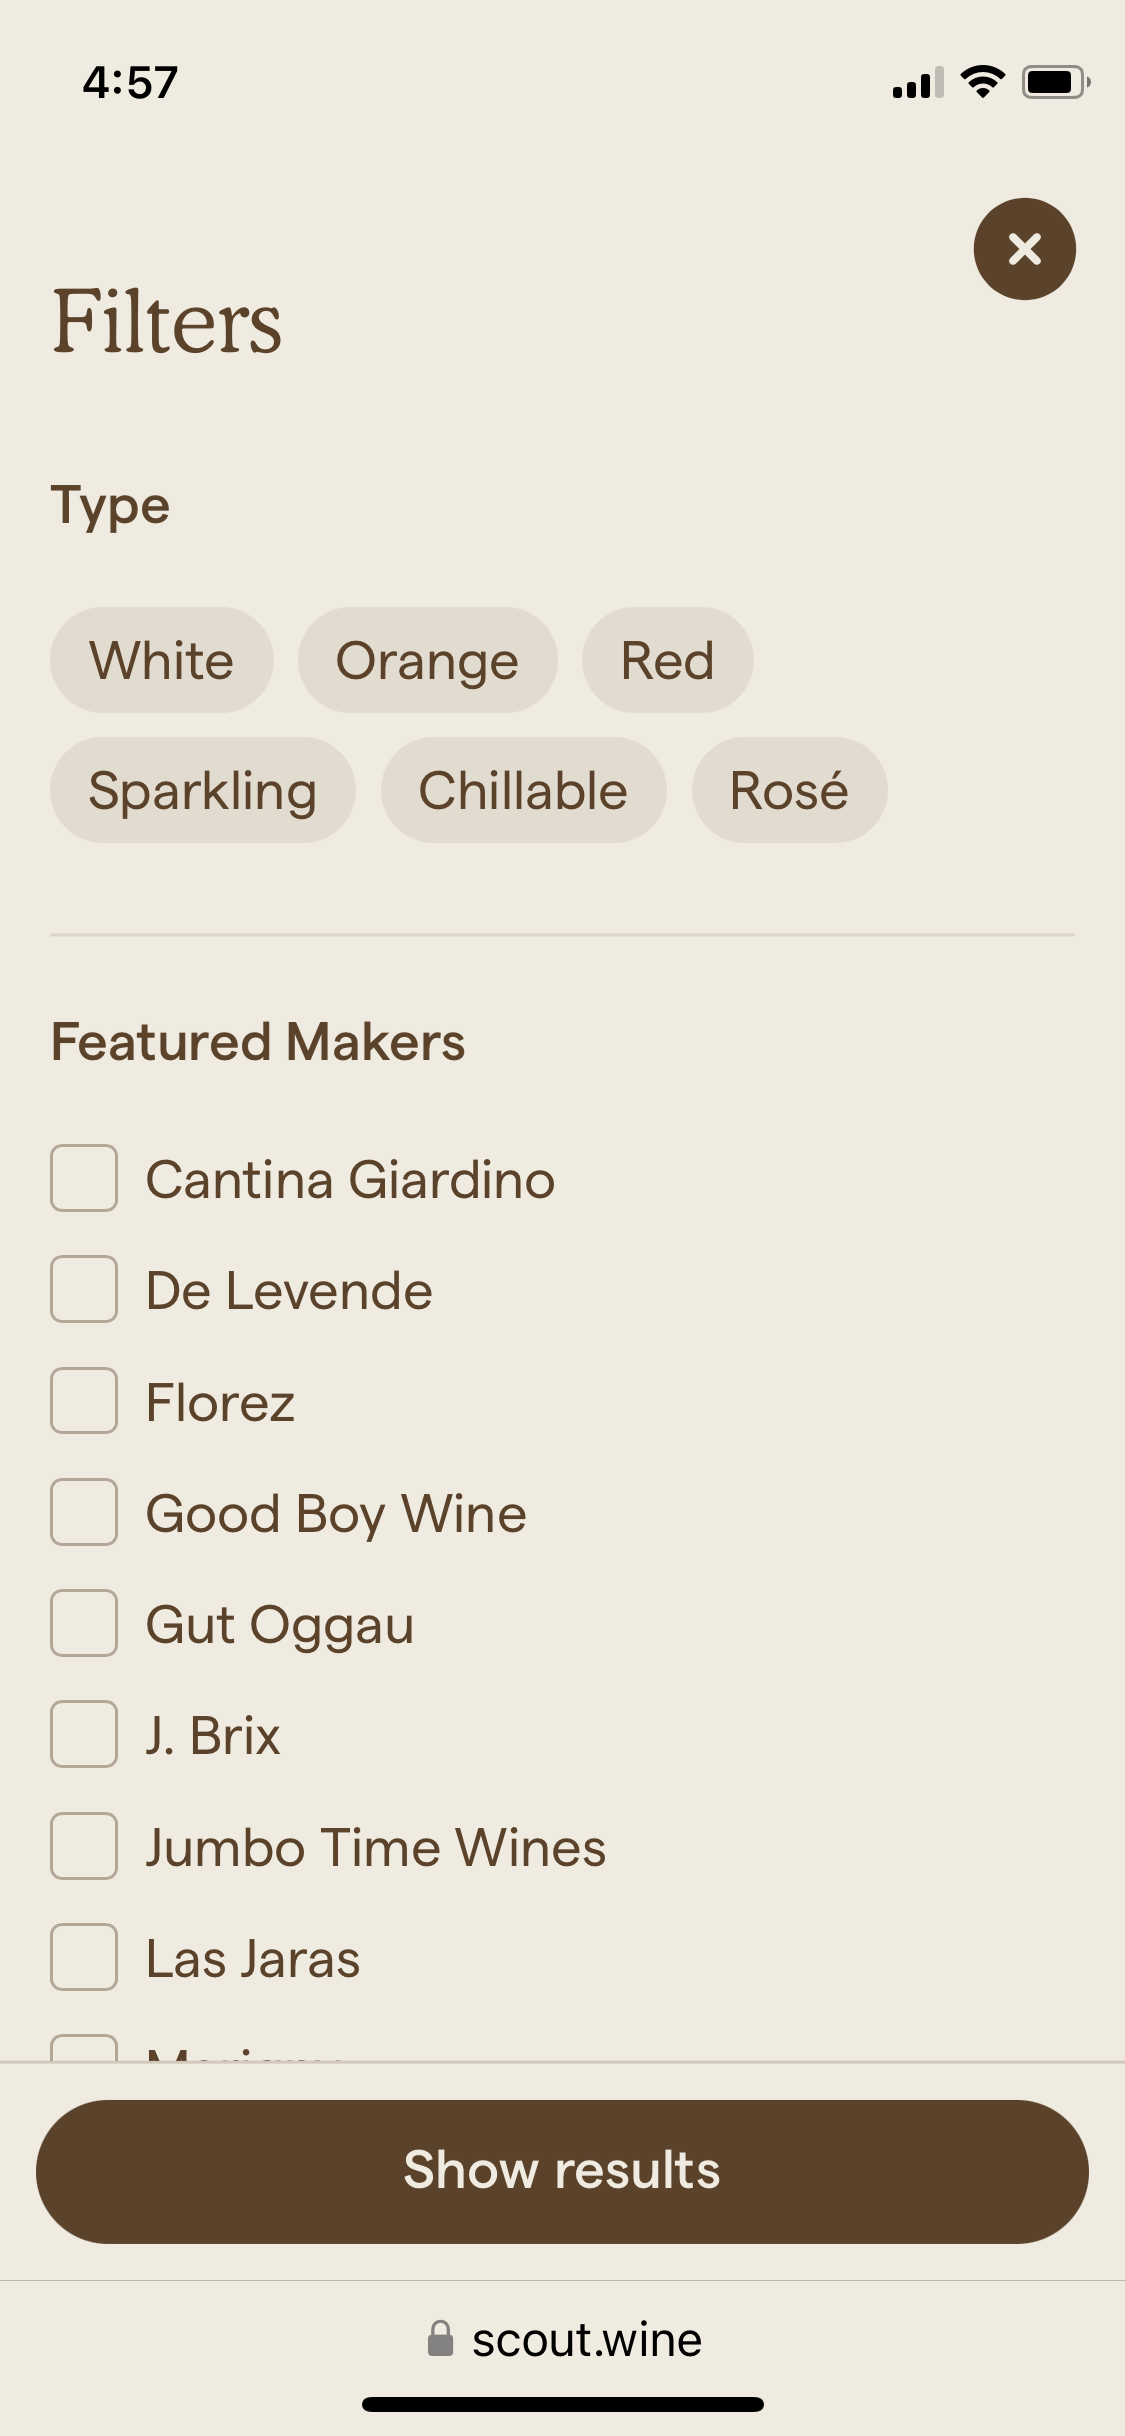 4:57
Filters
Type
White Orange Red
Sparkling Chillable Rosé
Featured Makers
Cantina Giardino
De Levende
Florez
Good Boy Wine
Gut Oggau
J. Brix
Jumbo Time Wines
Las Jaras
Show results
scout.wine